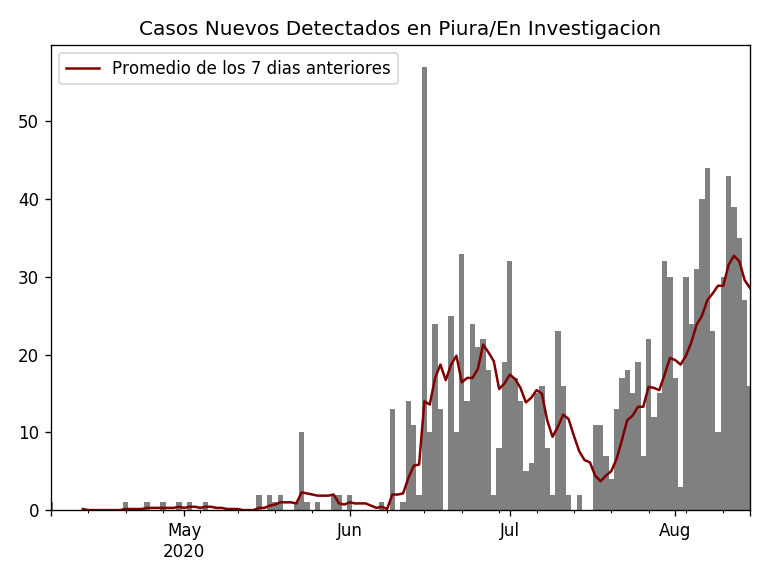 Casos Nuevos Detectados en Piura/En Investigacion
Promedio de los 7 dias anteriores
50
40
30
20
10
0
May Jun Jul Aug
2020